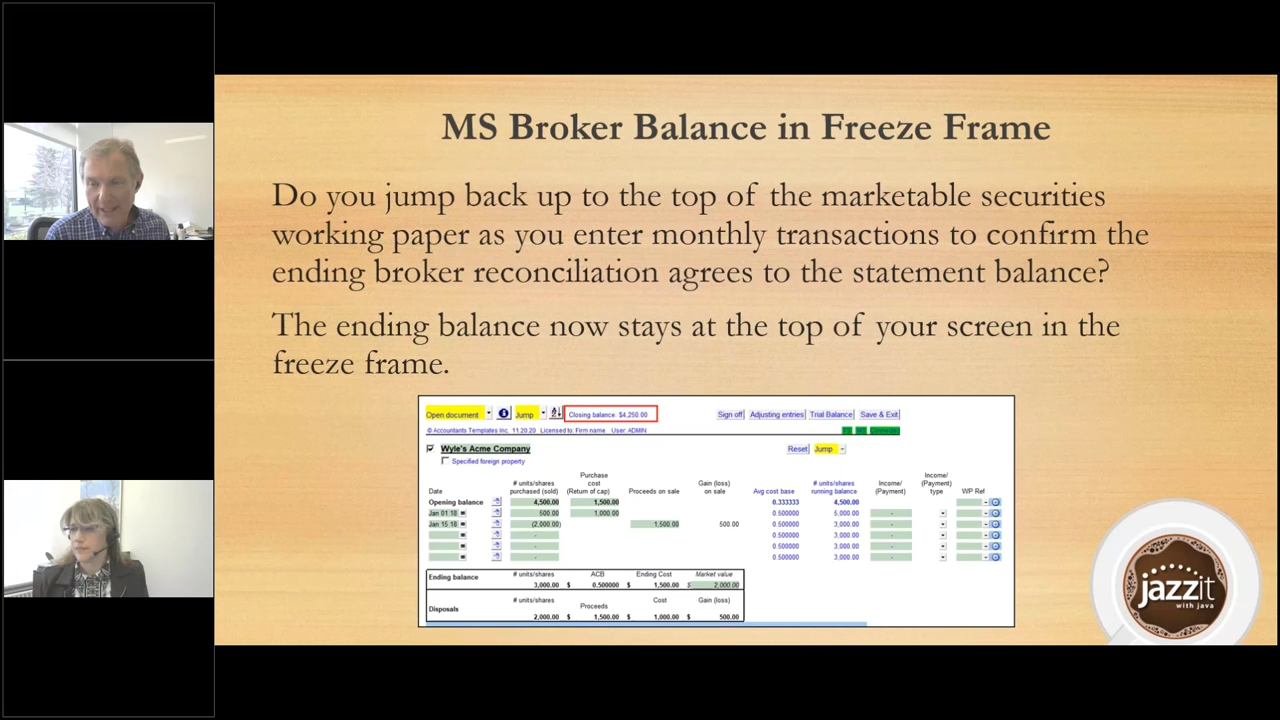 MS Broker Balance in Freeze Frame
Do you jump back up to the top of the marketable securities
working paper as you enter monthly transactions to confirm the
ending broker reconciliation agrees to the statement balance?
The ending balance now stays at the top of your screen in the
freeze frame.
Open document Jump Closing balance: $4,250.00 Sign off Adjusting entries Trial Balance Save & Exit
© Accountants Templates Inc. 11.20.20 Licensed to: Firm name User: ADMIN
Wyle's Acme Company Reset Jump
Specified foreign property
Date # units/shares purchased (sold) Purchase cost (Return of cap) Proceeds on sale Gain (loss) on sale Avg cost base # units/shares running balance Income/ (Payment) Income/ (Payment) type WP Ref
Opening balance 4,500.00 1,500.00 0.333333 4,500.00
Jan 01 18 500.00 1,000.00 0.500000 5,000.00 -
Jan 15 18 (2,000.00) 1,500.00 500.00 0.500000 3,000.00 -
- 0.500000 3,000.00 -
- 0.500000 3,000.00 -
- 0.500000 3,000.00 -
Ending balance # units/shares ACB Ending Cost Market value
3,000.00 $ 0.500000 $ 1,500.00 $ 2,000.00
Disposals # units/shares Proceeds Cost Gain (loss)
2,000.00 $ 1,500.00 $ 1,000.00 $ 500.00
jazzit
with java